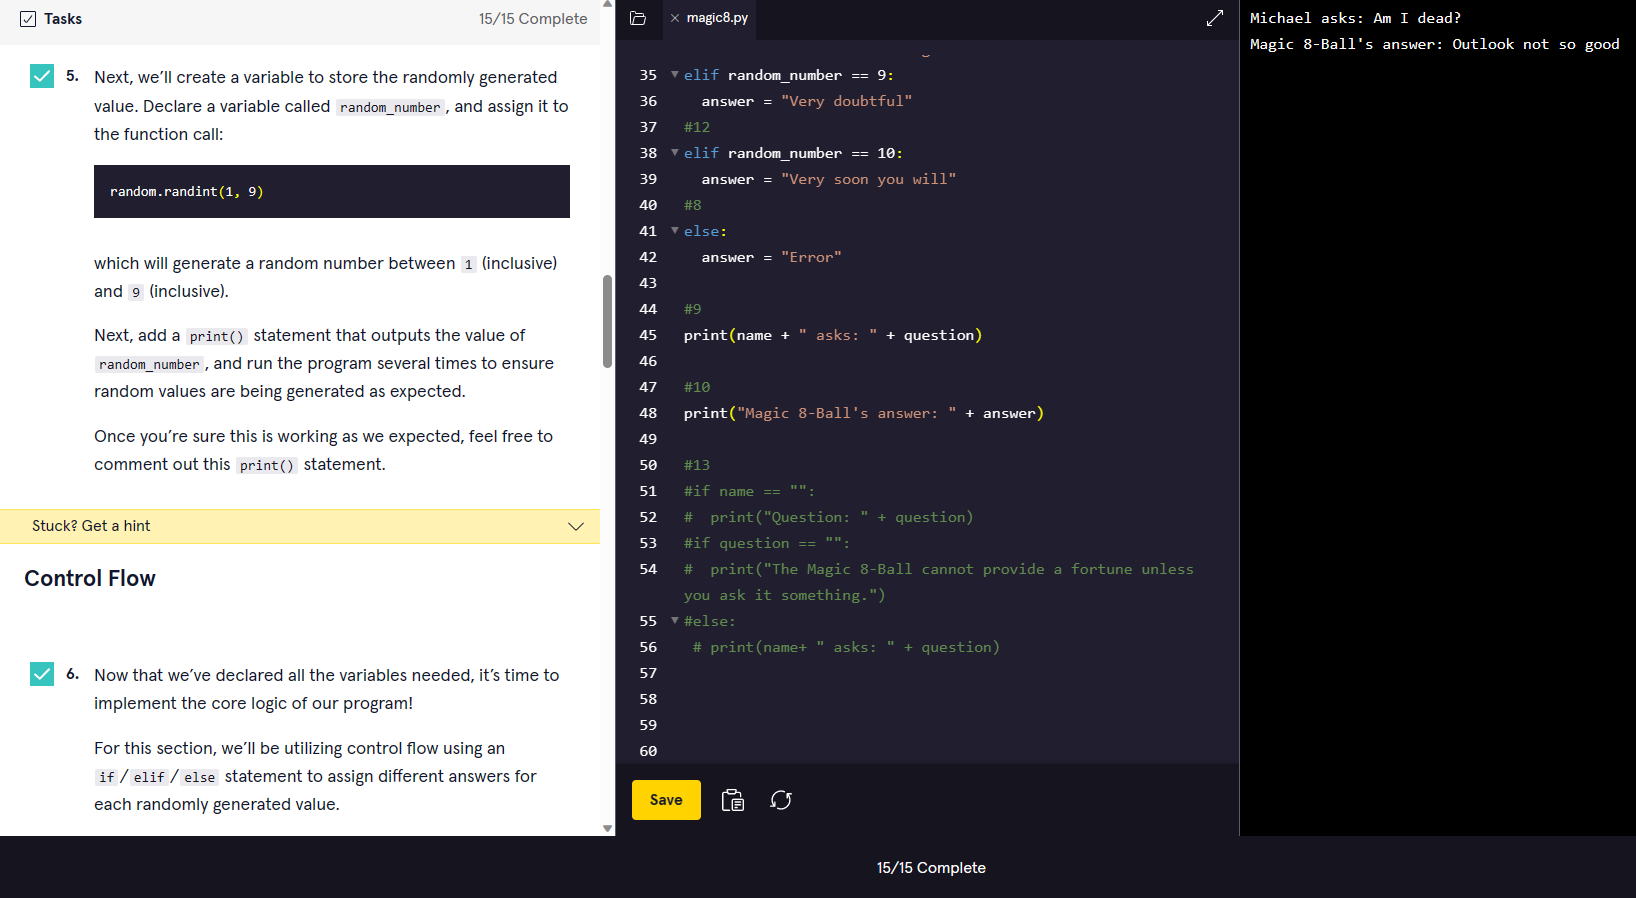 Tasks
15/15 Complete
5. Next, we’ll create a variable to store the randomly generated
value. Declare a variable called random_number, and assign it to
the function call:
random.randint(1, 9)
which will generate a random number between 1 (inclusive)
and 9 (inclusive).
Next, add a print() statement that outputs the value of
random_number, and run the program several times to ensure
random values are being generated as expected.
Once you’re sure this is working as we expected, feel free to
comment out this print() statement.
Stuck? Get a hint
Control Flow
6. Now that we’ve declared all the variables needed, it’s time to
implement the core logic of our program!
For this section, we’ll be utilizing control flow using an
if/elif/else statement to assign different answers for
each randomly generated value.
magic8.py
35 elif random_number == 9:
36   answer = "Very doubtful"
37 #12
38 elif random_number == 10:
39   answer = "Very soon you will"
40 #8
41 else:
42   answer = "Error"
43
44 #9
45 print(name + " asks: " + question)
46
47 #10
48 print("Magic 8-Ball's answer: " + answer)
49
50 #13
51 #if name == "":
52 #  print("Question: " + question)
53 #if question == "":
54 #  print("The Magic 8-Ball cannot provide a fortune unless
you ask it something.")
55 #else:
56  # print(name+ " asks: " + question)
57
58
59
60
Save
Michael asks: Am I dead?
Magic 8-Ball's answer: Outlook not so good
15/15 Complete